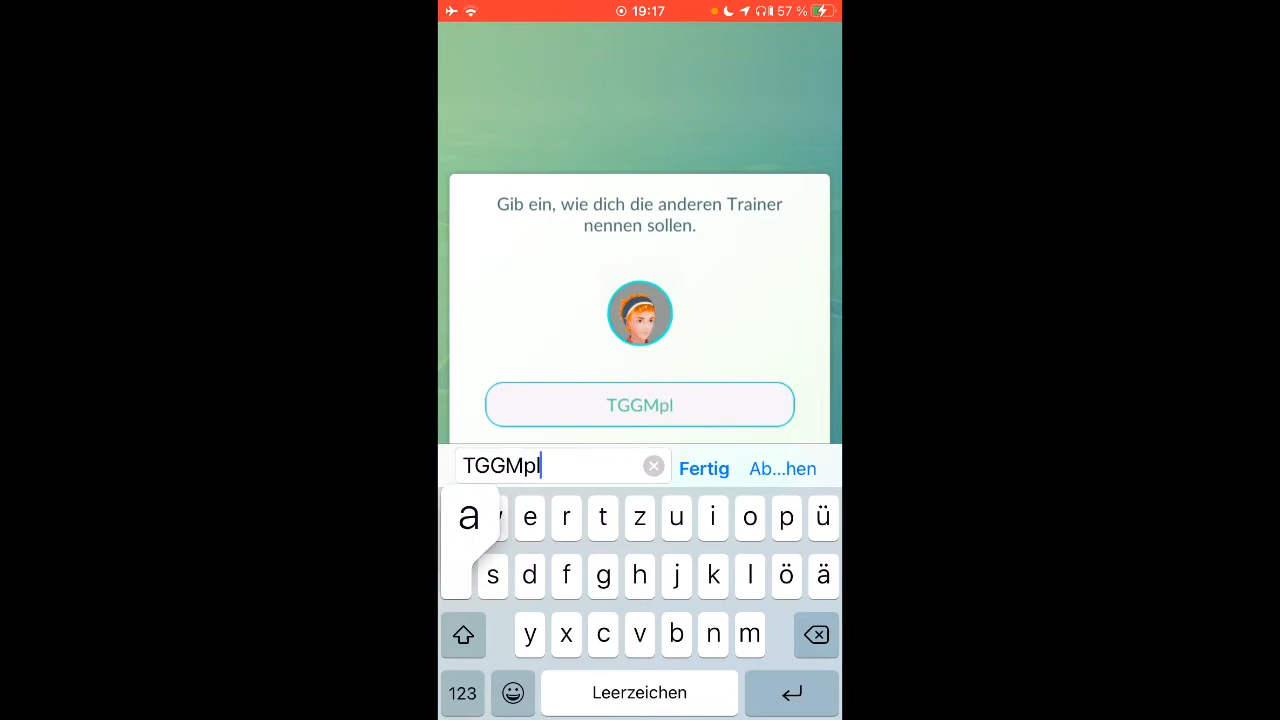 19:17 57 %
Gib ein, wie dich die anderen Trainer
nennen sollen.
TGGMpl
TGGMpl Fertig Ab...hen
a e r t z u i o p ü
s d f g h j k l ö ä
y x c v b n m
123 Leerzeichen